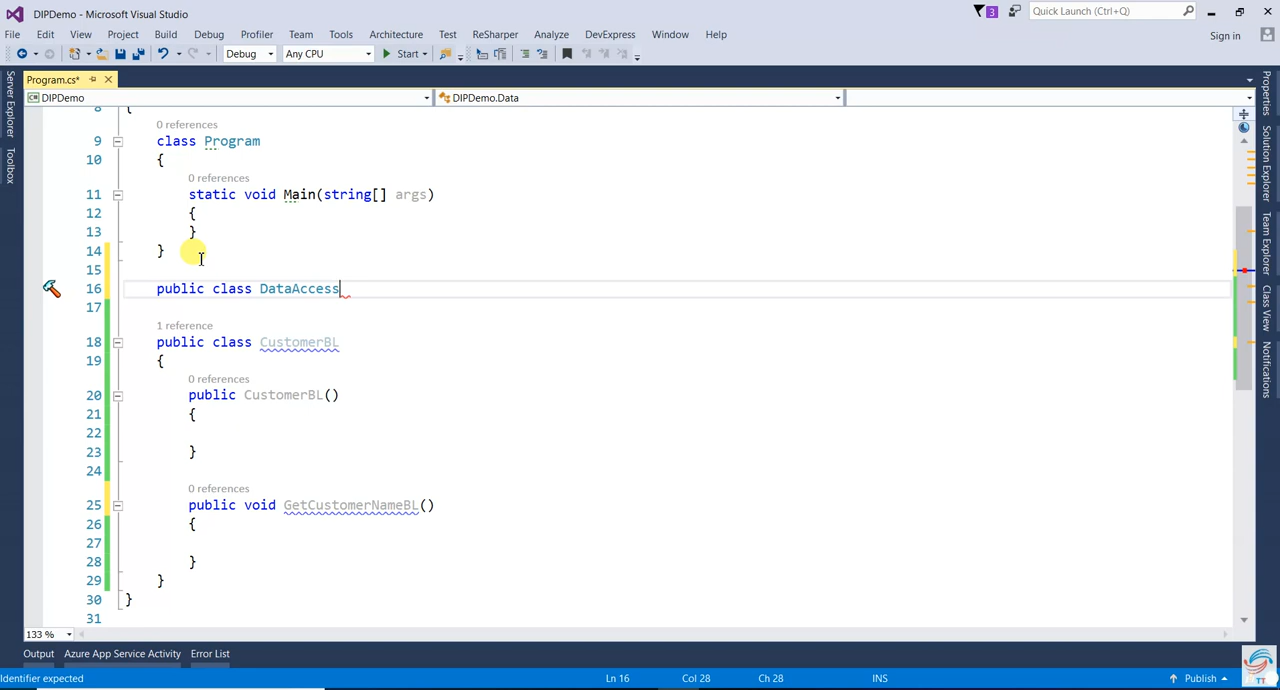 DIPDemo - Microsoft Visual Studio
3
Quick Launch (Ctrl+Q)
File Edit View Project Build Debug Profiler Team Tools Architecture Test ReSharper Analyze DevExpress Window Help
Sign in
Debug Any CPU Start
Program.cs*
DIPDemo DIPDemo.Data
Server Explorer
Toolbox
Properties
Solution Explorer
Team Explorer
Class View
Notifications
8 {
0 references
9 class Program
10 {
0 references
11 static void Main(string[] args)
12 {
13 }
14 }
15
16 public class DataAccess
17
1 reference
18 public class CustomerBL
19 {
0 references
20 public CustomerBL()
21 {
22
23 }
24
0 references
25 public void GetCustomerNameBL()
26 {
27
28 }
29 }
30 }
31
133 %
Output Azure App Service Activity Error List
Identifier expected Ln 16 Col 28 Ch 28 INS Publish